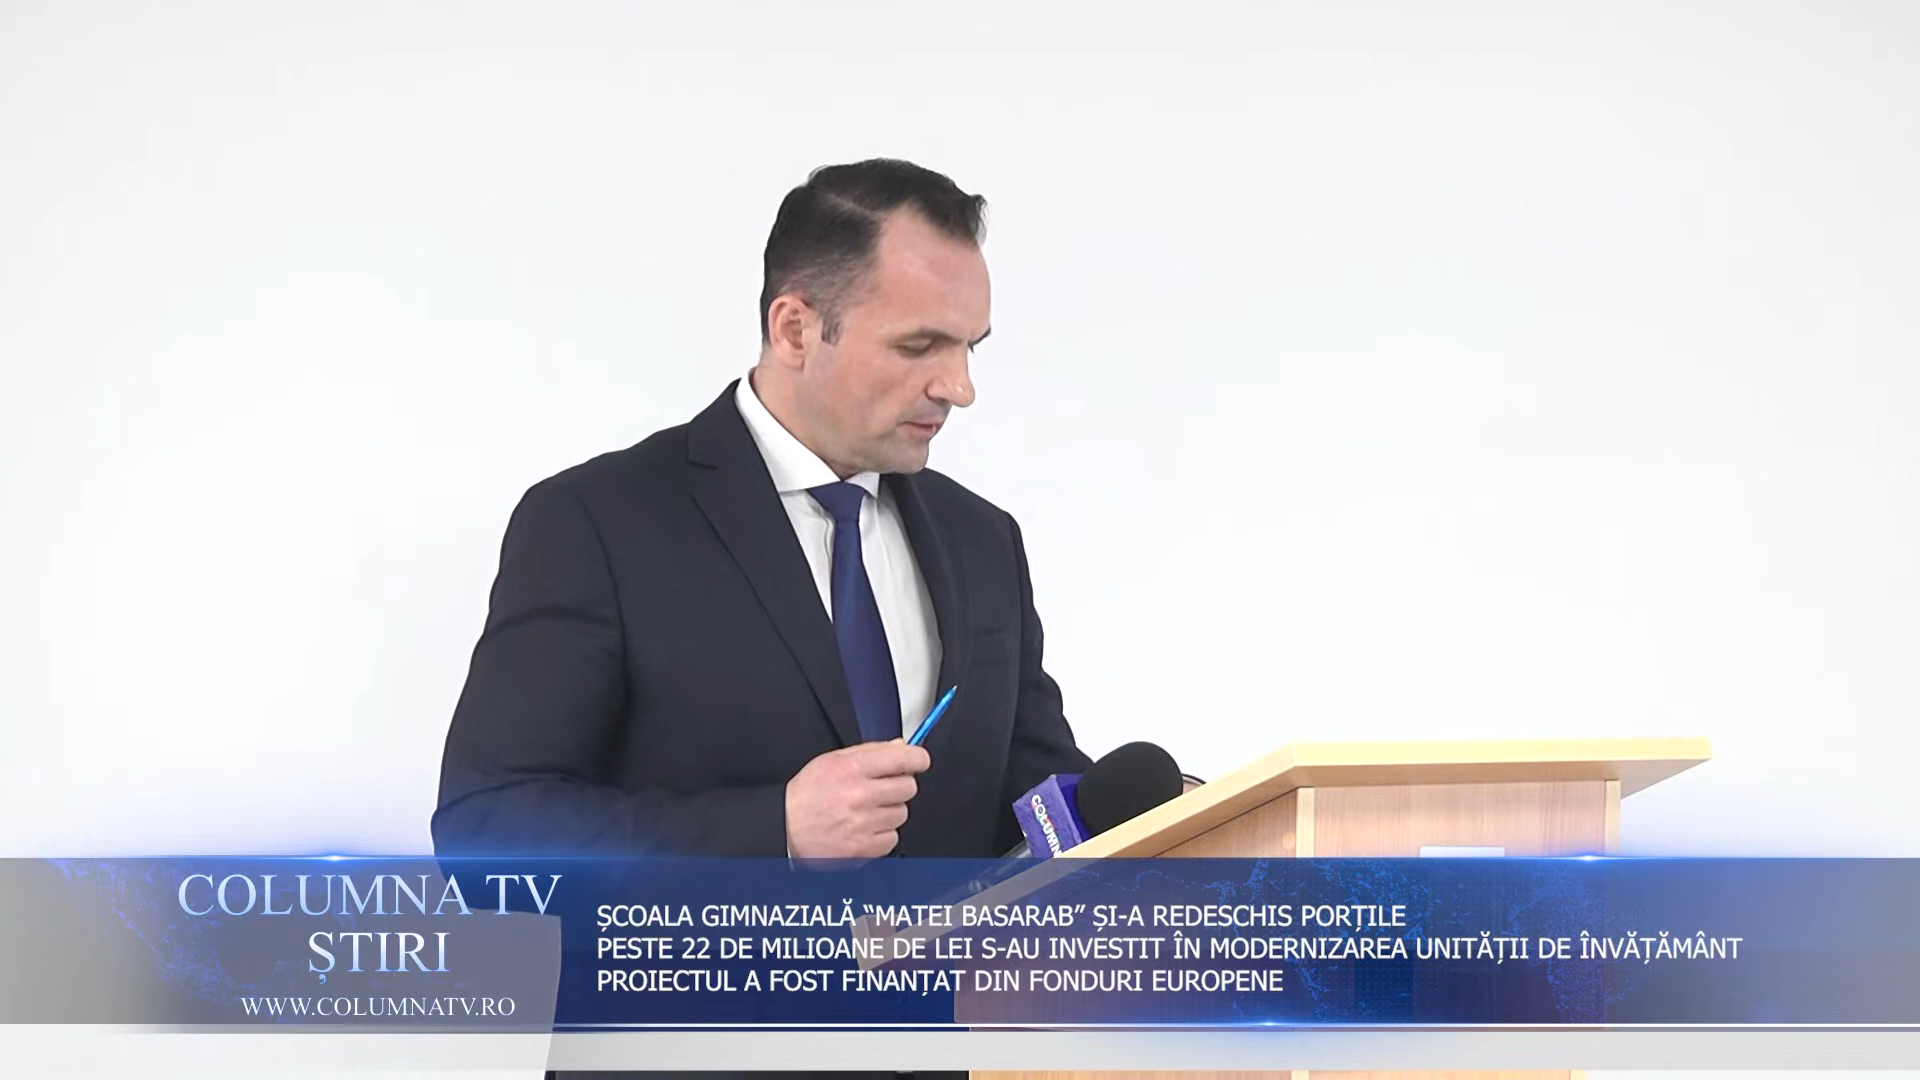 COLUMNA TV
ȘTIRI
WWW.COLUMNATV.RO
ȘCOALA GIMNAZIALĂ “MATEI BASARAB” ȘI-A REDESCHIS PORȚILE
PESTE 22 DE MILIOANE DE LEI S-AU INVESTIT ÎN MODERNIZAREA UNITĂȚII DE ÎNVĂȚĂMÂNT
PROIECTUL A FOST FINANȚAT DIN FONDURI EUROPENE